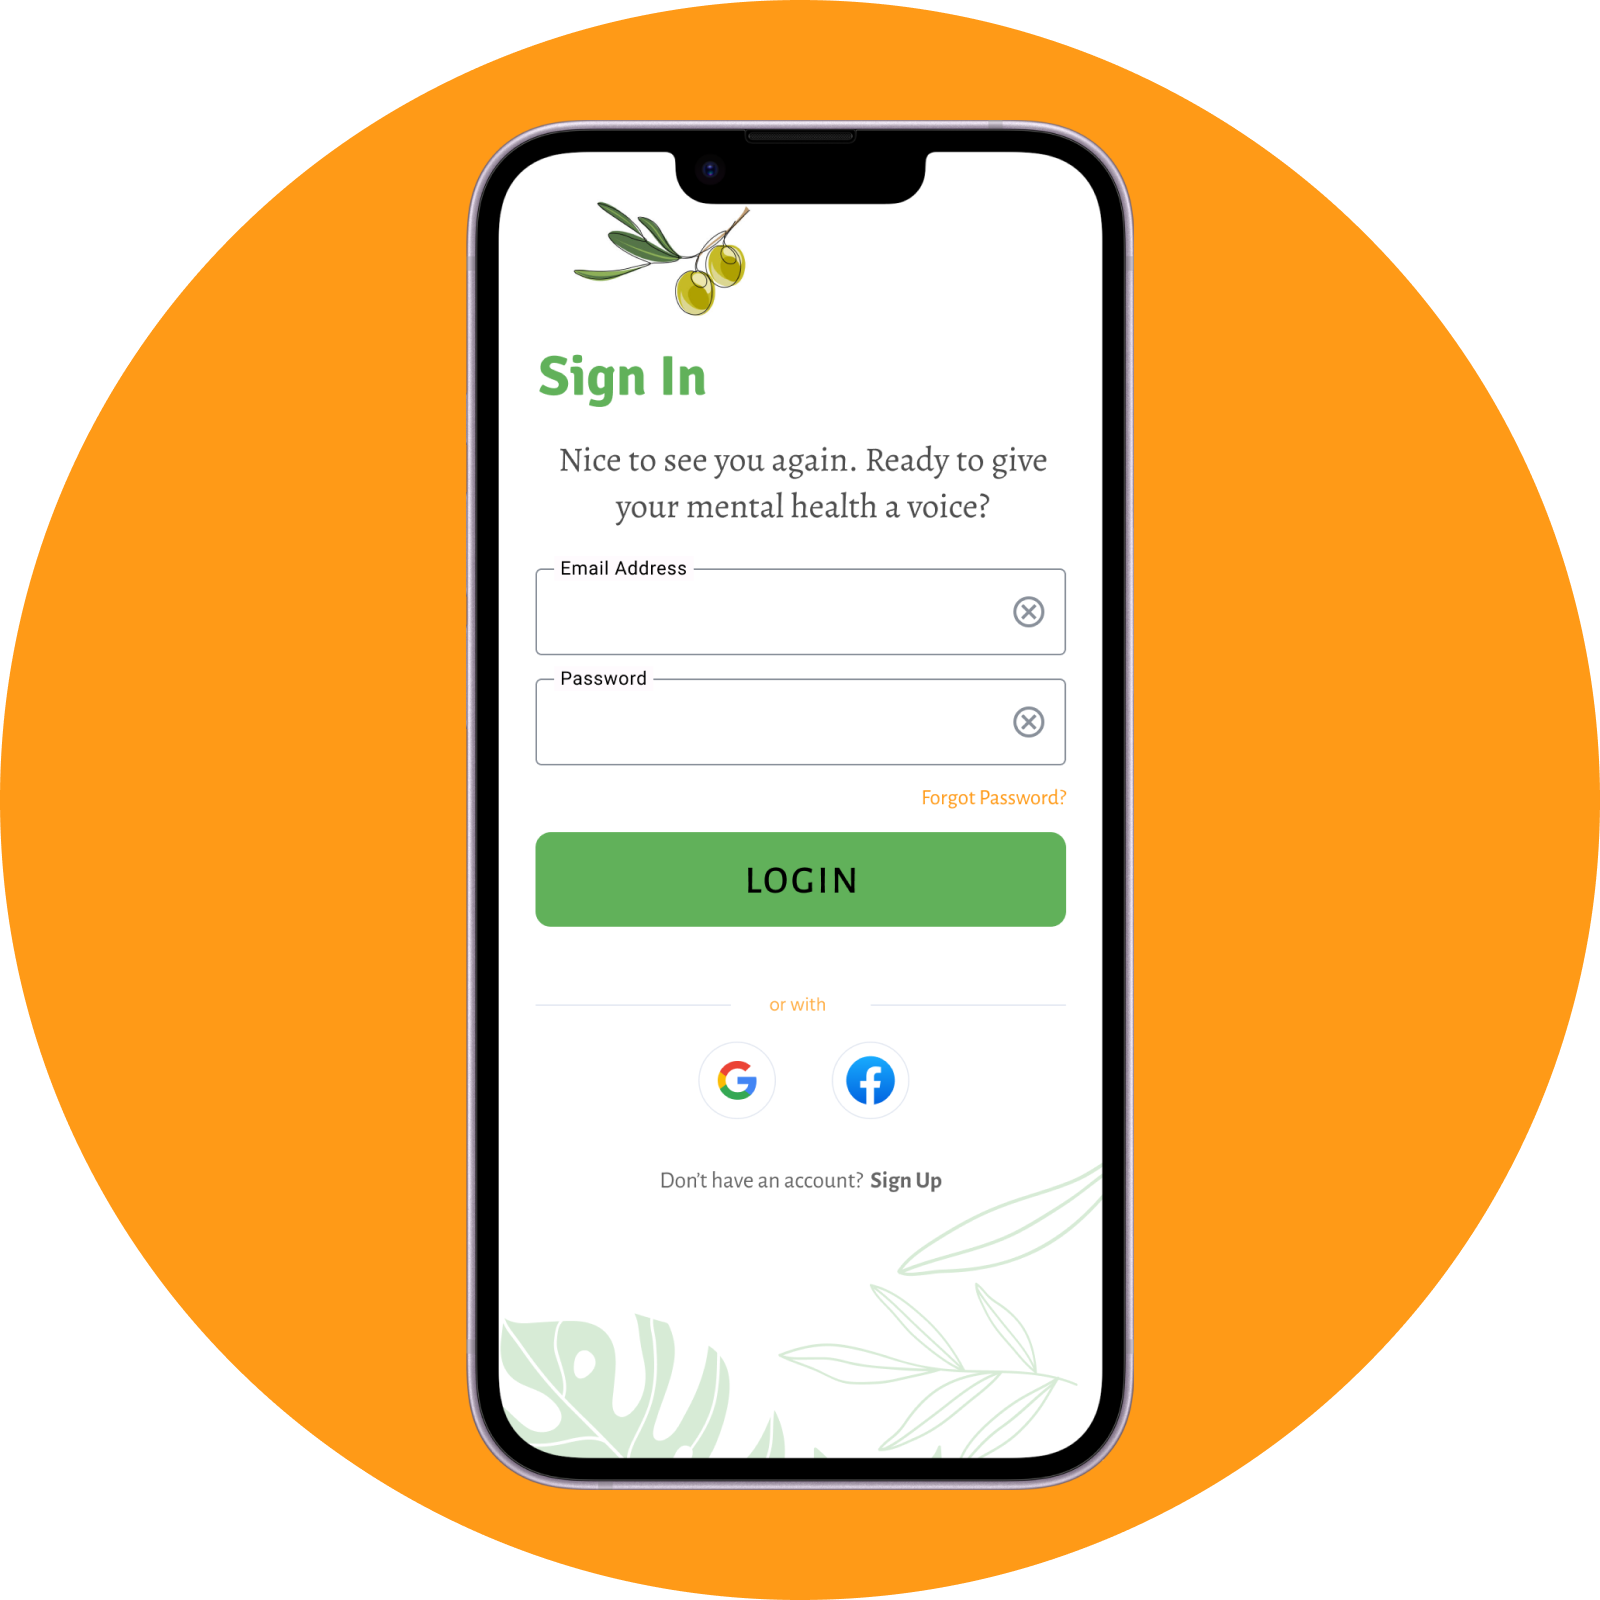 Sign In
Nice to see you again. Ready to give
your mental health a voice?
Email Address
Password
Forgot Password?
LOGIN
or with
Don't have an account? Sign Up